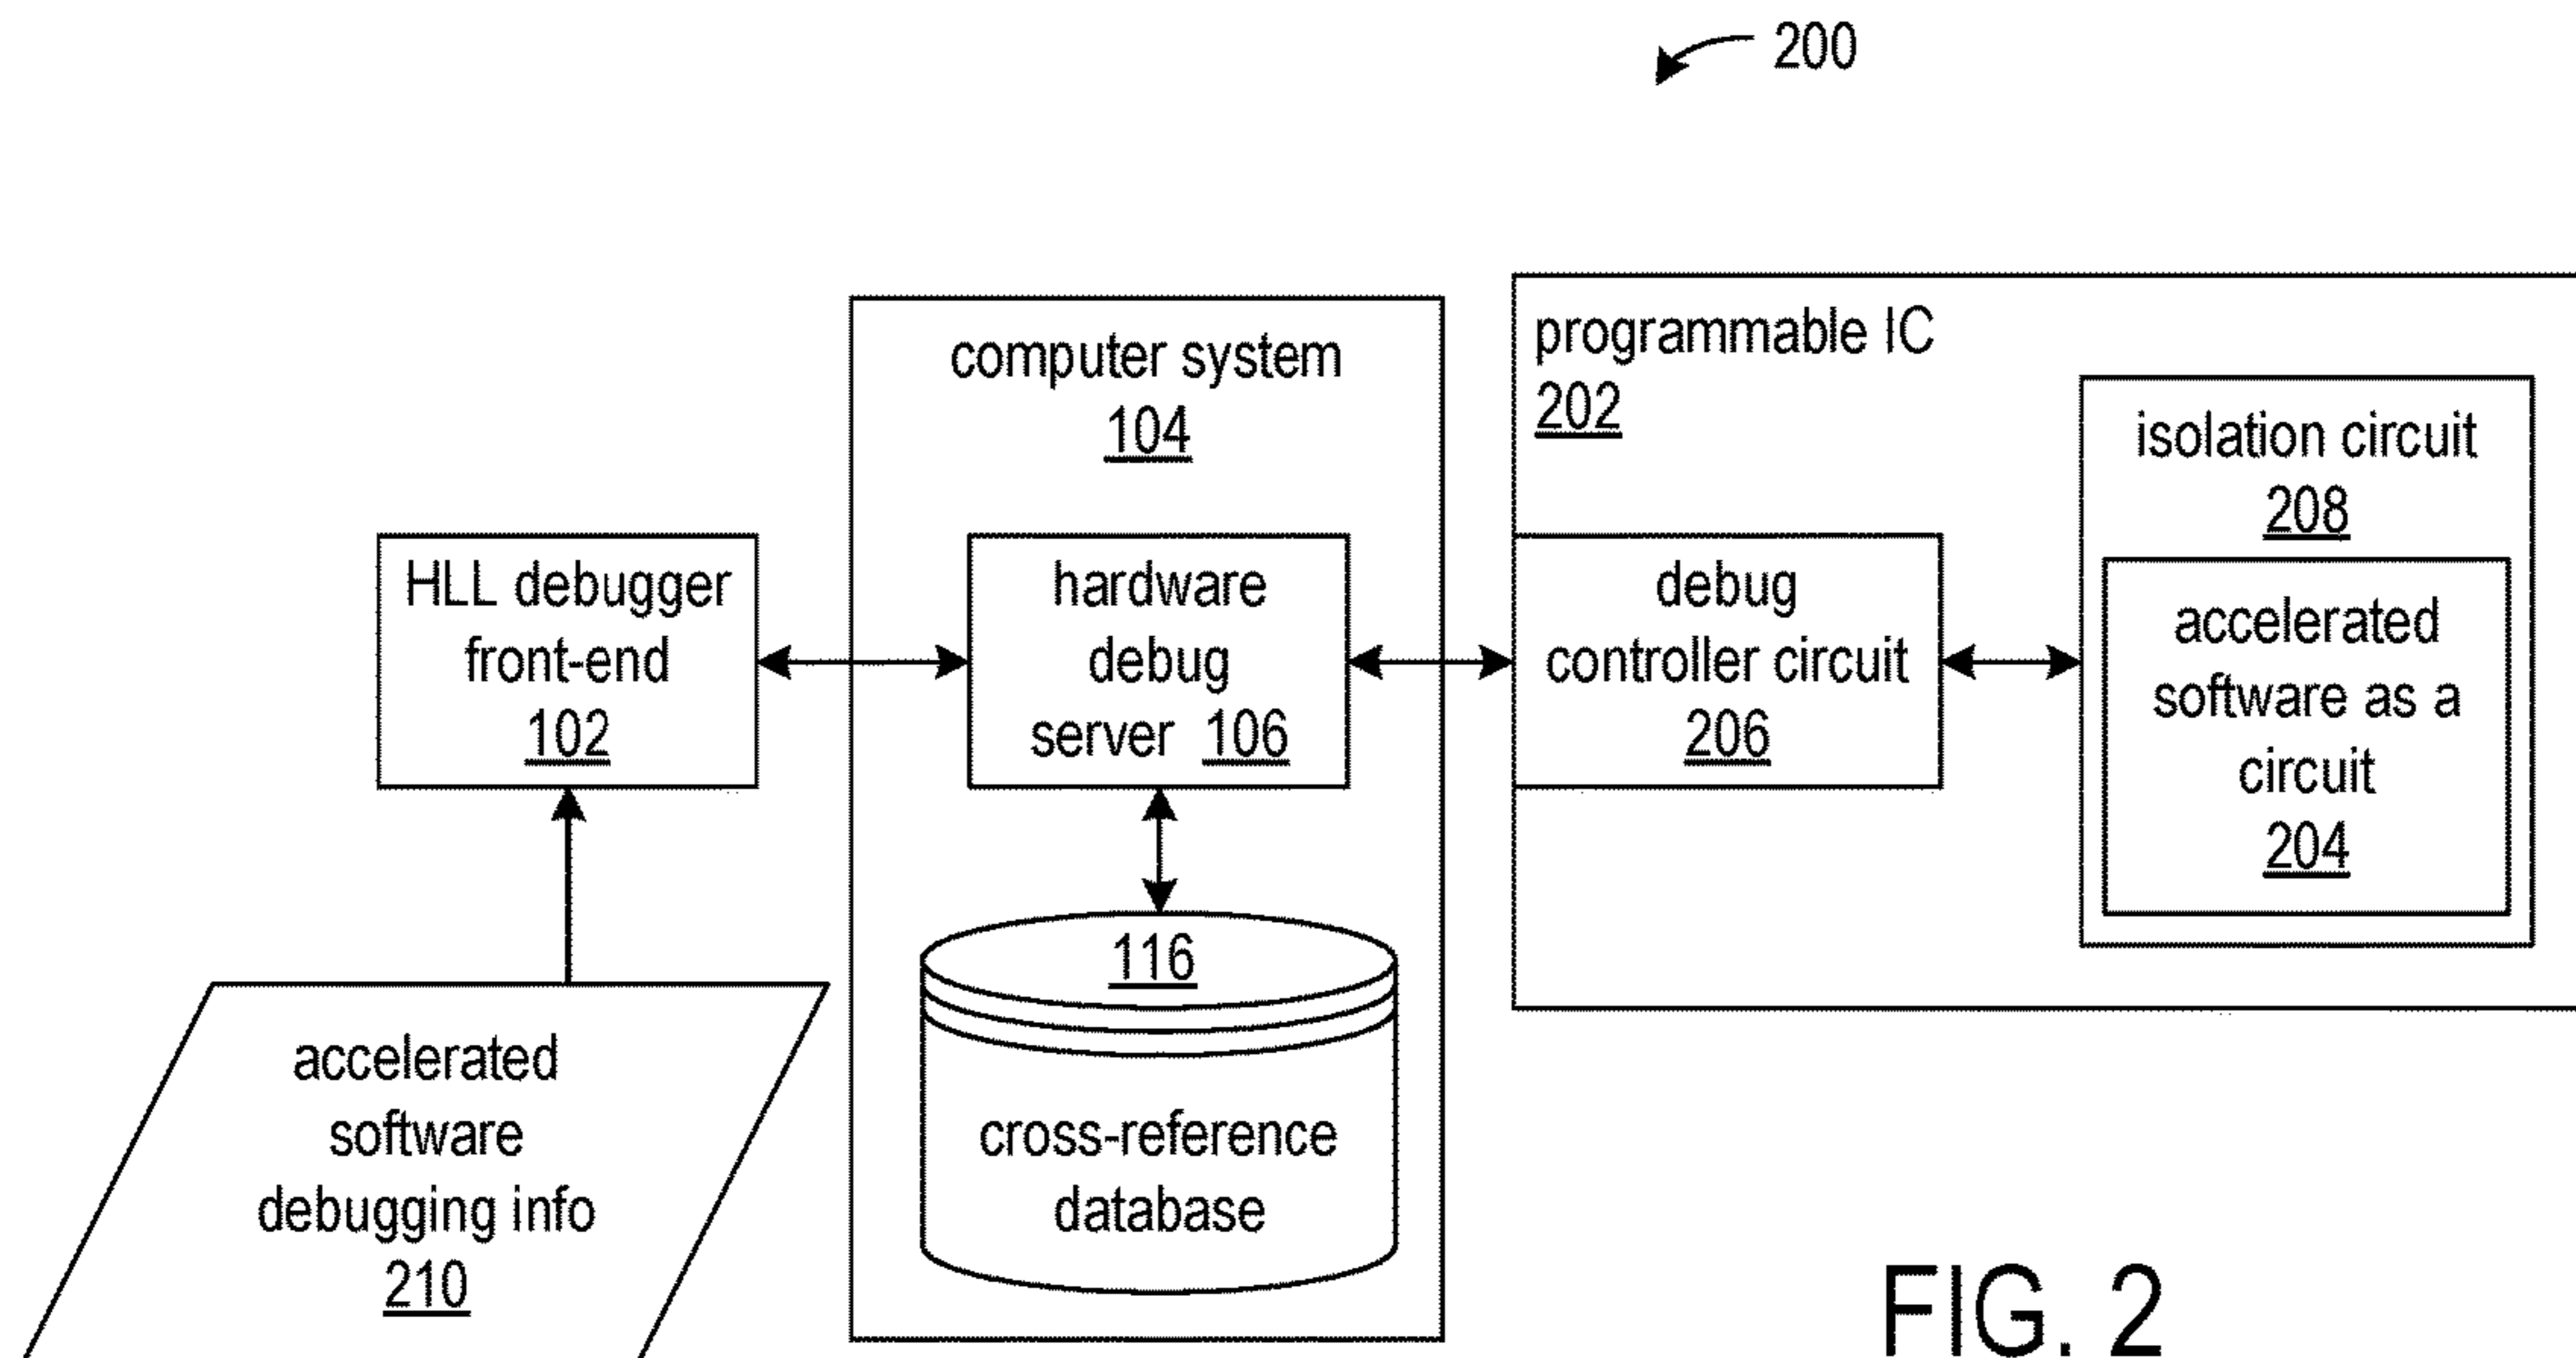 200
computer system
104
programmable IC
202
isolation circuit
208
HLL debugger
front-end
102
hardware
debug
server 106
debug
controller circuit
206
accelerated
software as a
circuit
204
116
cross-reference
database
accelerated
software
debugging info
210
FIG. 2